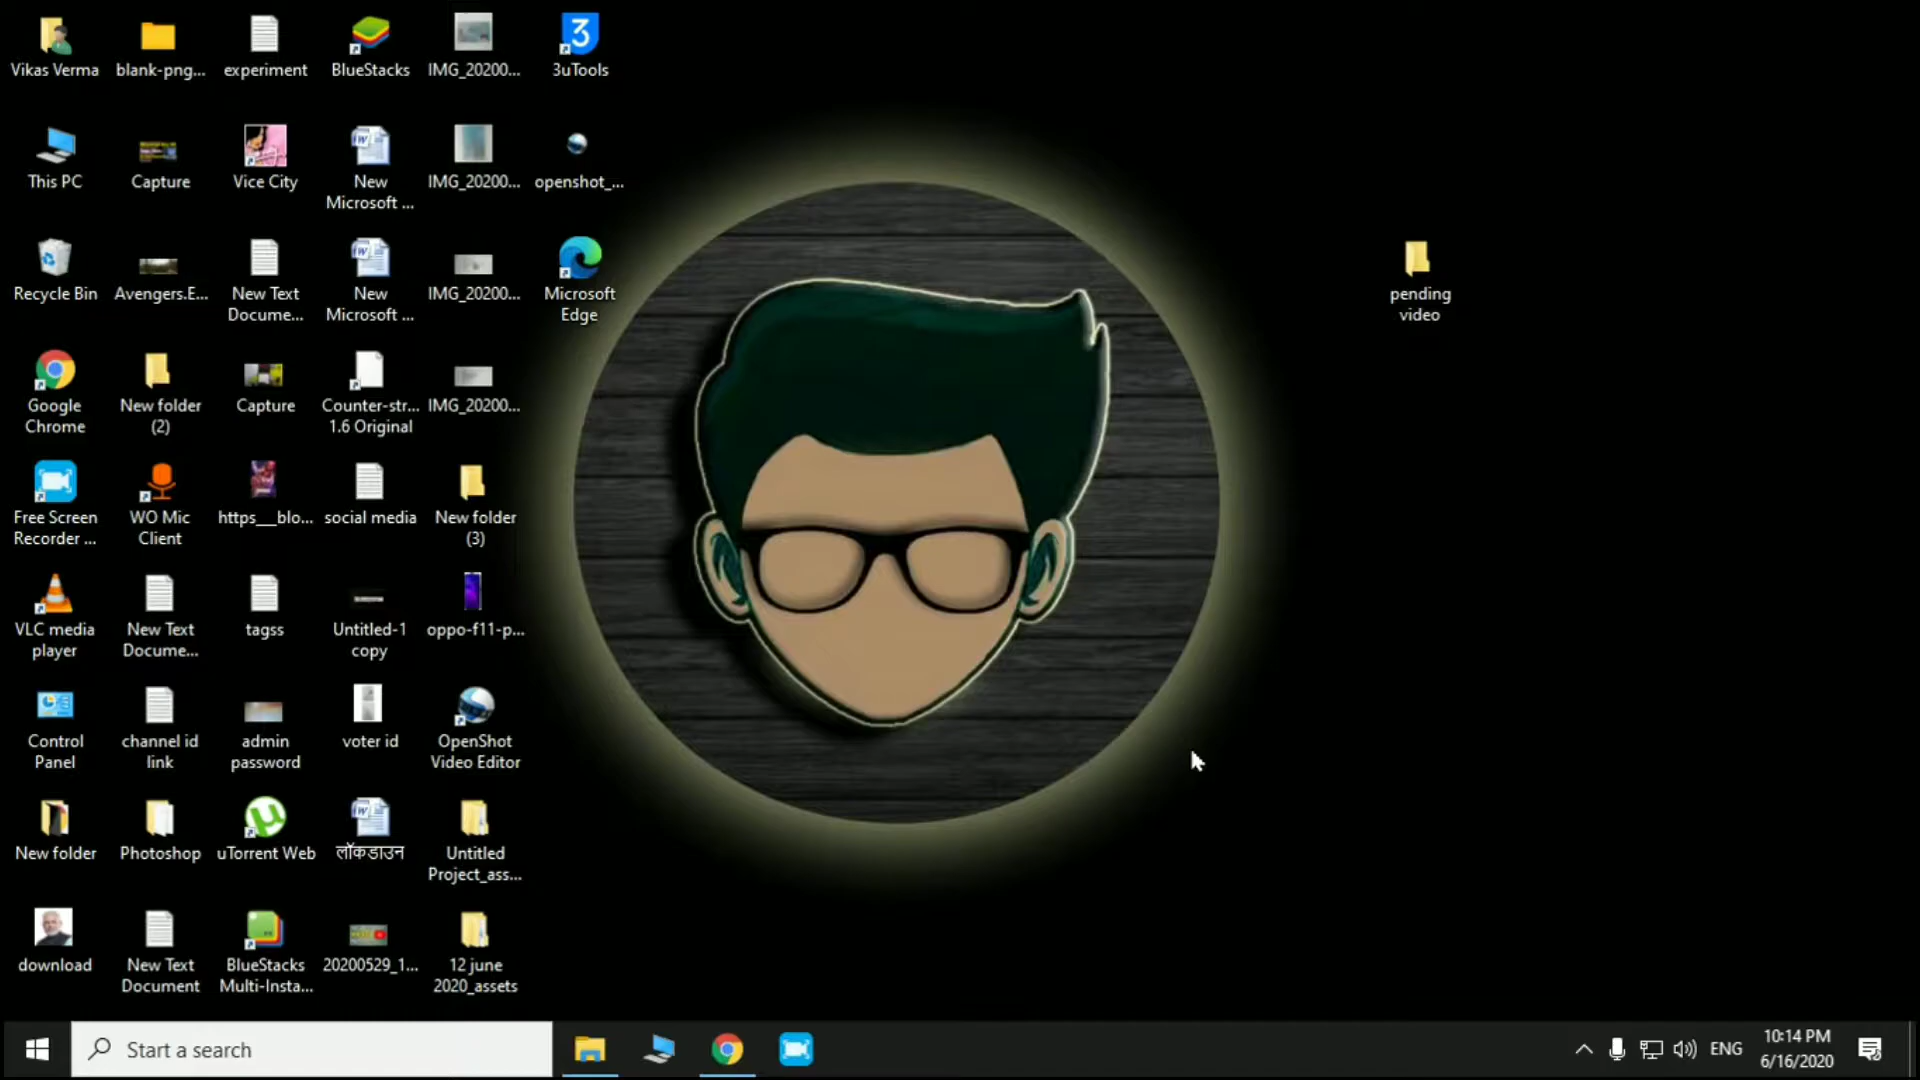 Vikas Verma
blank-png...
experiment
BlueStacks
IMG_20200...
3uTools
This PC
Capture
Vice City
New
Microsoft ...
IMG_20200...
openshot_...
Recycle Bin
Avengers.E...
New Text
Docume...
New
Microsoft ...
IMG_20200...
Microsoft
Edge
pending
video
Google
Chrome
New folder
(2)
Capture
Counter-str...
1.6 Original
IMG_20200...
Free Screen
Recorder ...
WO Mic
Client
https___blo...
social media
New folder
(3)
VLC media
player
New Text
Docume...
tagss
Untitled-1
copy
oppo-f11-p...
Control
Panel
channel id
link
admin
password
voter id
OpenShot
Video Editor
New folder
Photoshop
uTorrent Web
लॉकडाउन
Untitled
Project_ass...
download
New Text
Document
BlueStacks
Multi-Insta...
20200529_1...
12 june
2020_assets
Start a search
ENG
10:14 PM
6/16/2020